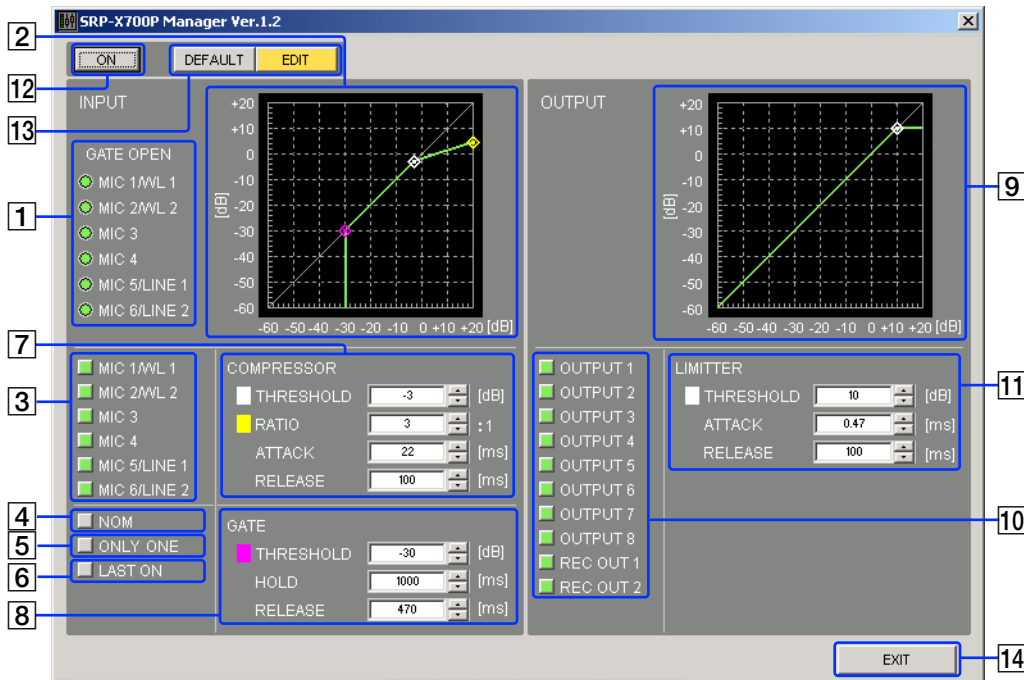 SRP-X700P Manager Ver.1.2
2
ON
DEFAULT
EDIT
12
13
INPUT
+20
+10
0
-10
-20
-30
-40
-50
-60
[dB]
-60 -50 -40 -30 -20 -10 0 +10 +20 [dB]
GATE OPEN
MIC 1/WL 1
MIC 2/WL 2
MIC 3
MIC 4
MIC 5/LINE 1
MIC 6/LINE 2
1
OUTPUT
+20
+10
0
-10
-20
-30
-40
-50
-60
[dB]
-60 -50 -40 -30 -20 -10 0 +10 +20 [dB]
9
7
3
MIC 1/WL 1
MIC 2/WL 2
MIC 3
MIC 4
MIC 5/LINE 1
MIC 6/LINE 2
COMPRESSOR
THRESHOLD -3 [dB]
RATIO 3 :1
ATTACK 22 [ms]
RELEASE 100 [ms]
4
NOM
5
ONLY ONE
6
LAST ON
8
GATE
THRESHOLD -30 [dB]
HOLD 1000 [ms]
RELEASE 470 [ms]
OUTPUT 1
OUTPUT 2
OUTPUT 3
OUTPUT 4
OUTPUT 5
OUTPUT 6
OUTPUT 7
OUTPUT 8
REC OUT 1
REC OUT 2
10
LIMITTER
THRESHOLD 10 [dB]
ATTACK 0.47 [ms]
RELEASE 100 [ms]
11
EXIT
14